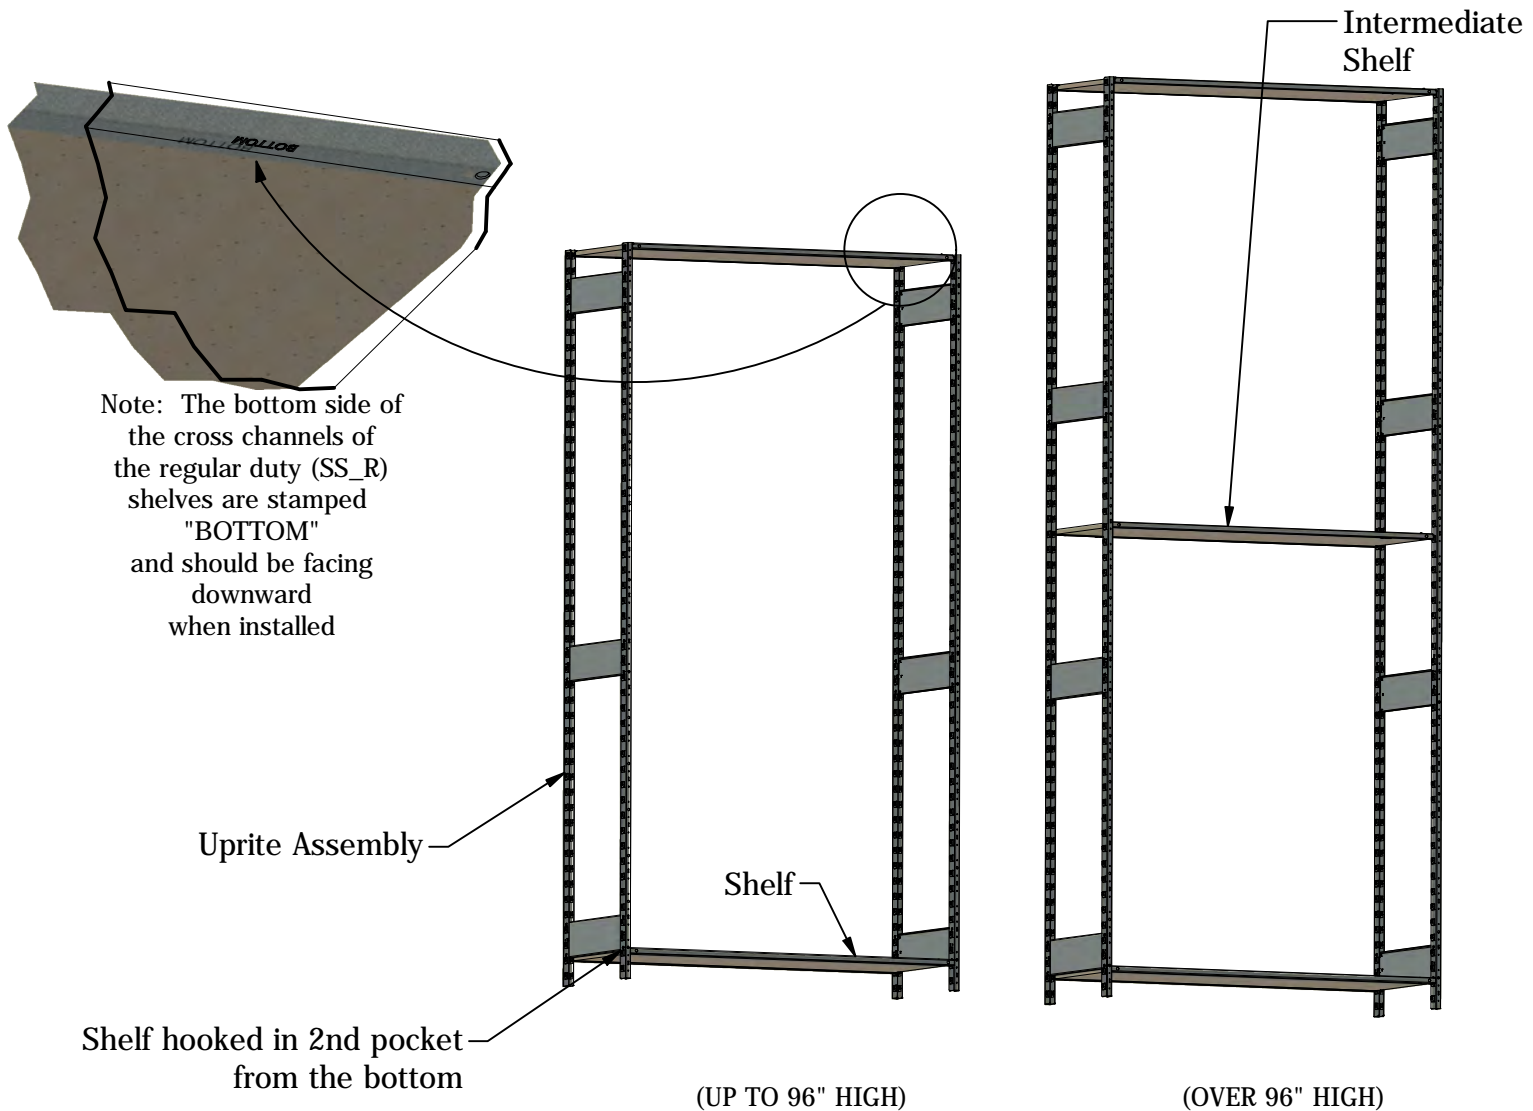 Intermediate
Shelf
BOTTOM
BOTTOM
Note: The bottom side of
the cross channels of
the regular duty (SS_R)
shelves are stamped
"BOTTOM"
and should be facing
downward
when installed
Uprite Assembly
Shelf
Shelf hooked in 2nd pocket
from the bottom
(UP TO 96" HIGH)
(OVER 96" HIGH)